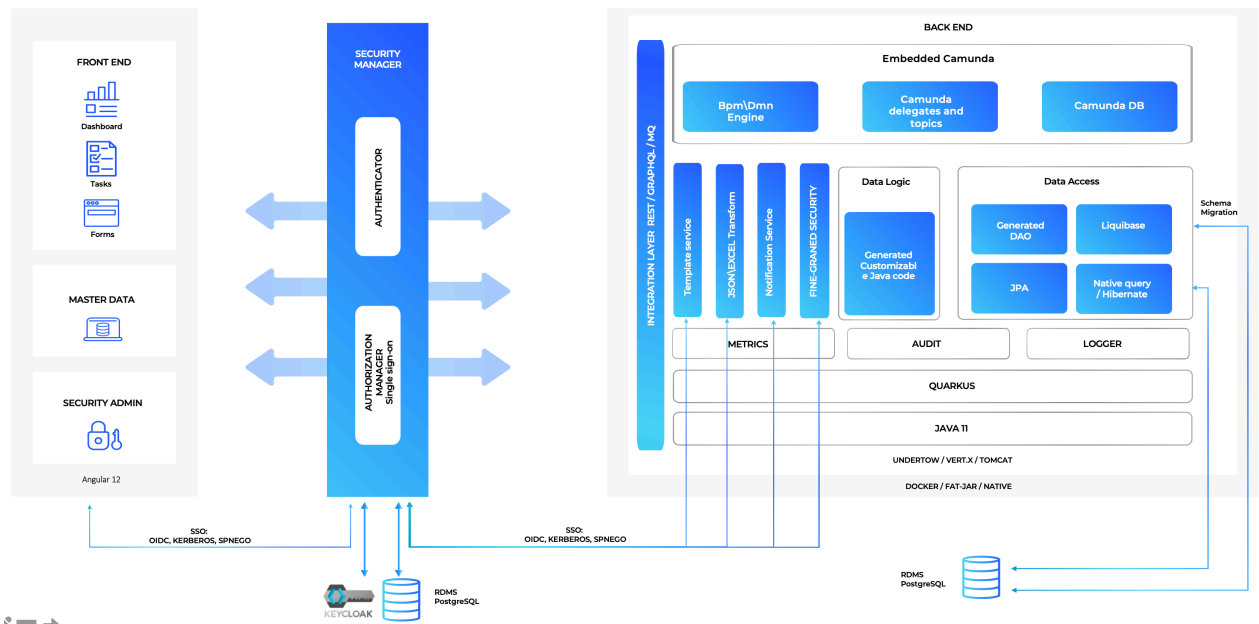 FRONT END
Dashboard
Tasks
Forms
MASTER DATA
SECURITY ADMIN
Angular 12
SECURITY
MANAGER
AUTHENTICATOR
AUTHORIZATION
MANAGER
Single sign-on
SSO:
OIDC, KERBEROS, SPNEGO
SSO:
OIDC, KERBEROS, SPNEGO
KEYCLOAK
RDMS
PostgreSQL
BACK END
INTEGRATION LAYER REST / GRAPHQL / MQ
Embedded Camunda
Bpm\Dmn
Engine
Camunda
delegates and
topics
Camunda DB
Template service
JSON\EXCEL Transform
Notification Service
FINE-GRANED SECURITY
Data Logic
Generated
Customizabl
e Java code
Data Access
Generated
DAO
Liquibase
JPA
Native query
/ Hibernate
Schema
Migration
METRICS
AUDIT
LOGGER
QUARKUS
JAVA 11
UNDERTOW / VERT.X / TOMCAT
DOCKER / FAT-JAR / NATIVE
RDMS
PostgreSQL